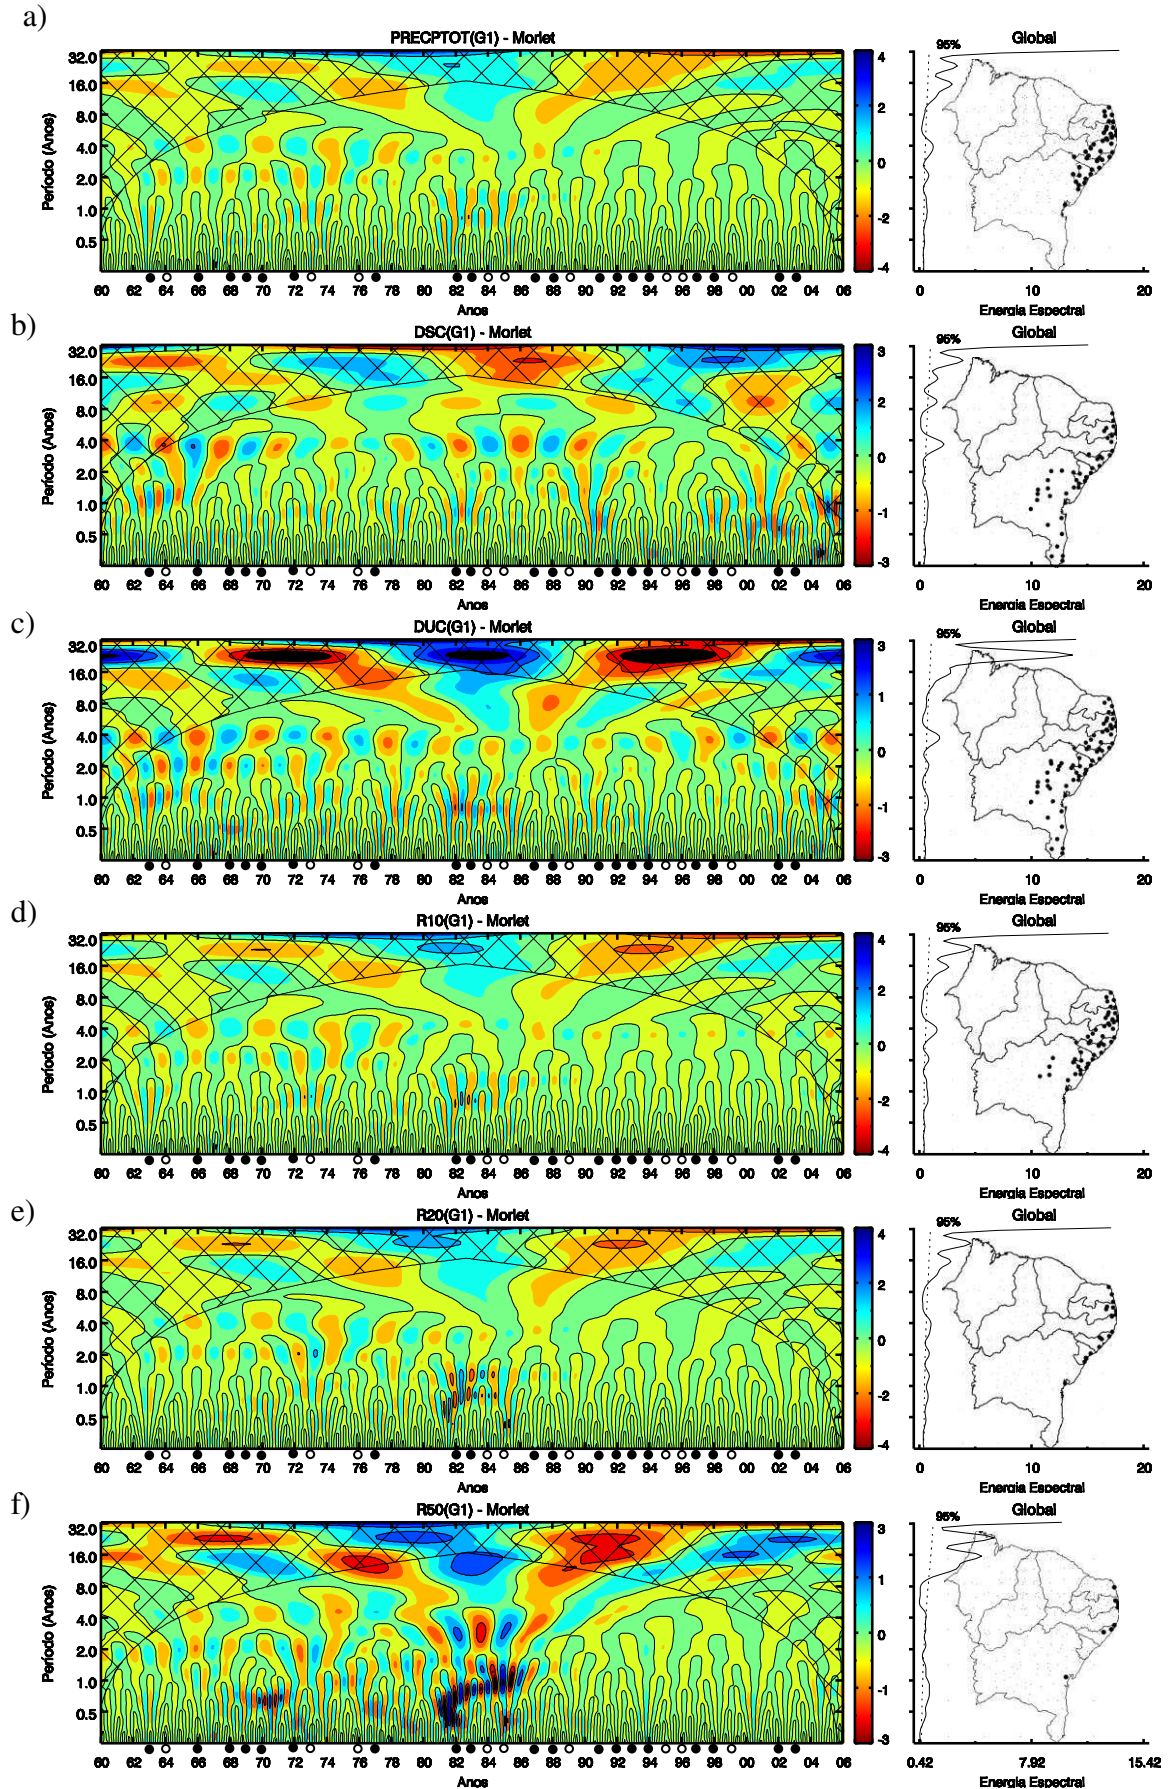 a)
PRECPTOT(G1) - Morlet
Global
95%
Período (Anos)
32.0
16.0
8.0
4.0
2.0
1.0
0.5
4
2
0
-2
-4
60 62 64 66 68 70 72 74 76 78 80 82 84 86 88 90 92 94 96 98 00 02 04 06
Anos
0 10 20
Energia Espectral
b)
DSC(G1) - Morlet
Global
95%
Período (Anos)
32.0
16.0
8.0
4.0
2.0
1.0
0.5
3
2
1
0
-1
-3
60 62 64 66 68 70 72 74 76 78 80 82 84 86 88 90 92 94 96 98 00 02 04 06
Anos
0 10 20
Energia Espectral
c)
DUC(G1) - Morlet
Global
95%
Período (Anos)
32.0
16.0
8.0
4.0
2.0
1.0
0.5
3
1
0
-1
-3
60 62 64 66 68 70 72 74 76 78 80 82 84 86 88 90 92 94 96 98 00 02 04 06
Anos
0 10 20
Energia Espectral
d)
R10(G1) - Morlet
Global
95%
Período (Anos)
32.0
16.0
8.0
4.0
2.0
1.0
0.5
4
2
0
-2
-4
60 62 64 66 68 70 72 74 76 78 80 82 84 86 88 90 92 94 96 98 00 02 04 06
Anos
0 10 20
Energia Espectral
e)
R20(G1) - Morlet
Global
95%
Período (Anos)
32.0
16.0
8.0
4.0
2.0
1.0
0.5
4
2
0
-2
-4
60 62 64 66 68 70 72 74 76 78 80 82 84 86 88 90 92 94 96 98 00 02 04 06
Anos
0 10 20
Energia Espectral
f)
R50(G1) - Morlet
Global
95%
Período (Anos)
32.0
16.0
8.0
4.0
2.0
1.0
0.5
3
1
0
-1
-3
60 62 64 66 68 70 72 74 76 78 80 82 84 86 88 90 92 94 96 98 00 02 04 06
Anos
0.42 7.92 15.42
Energia Espectral